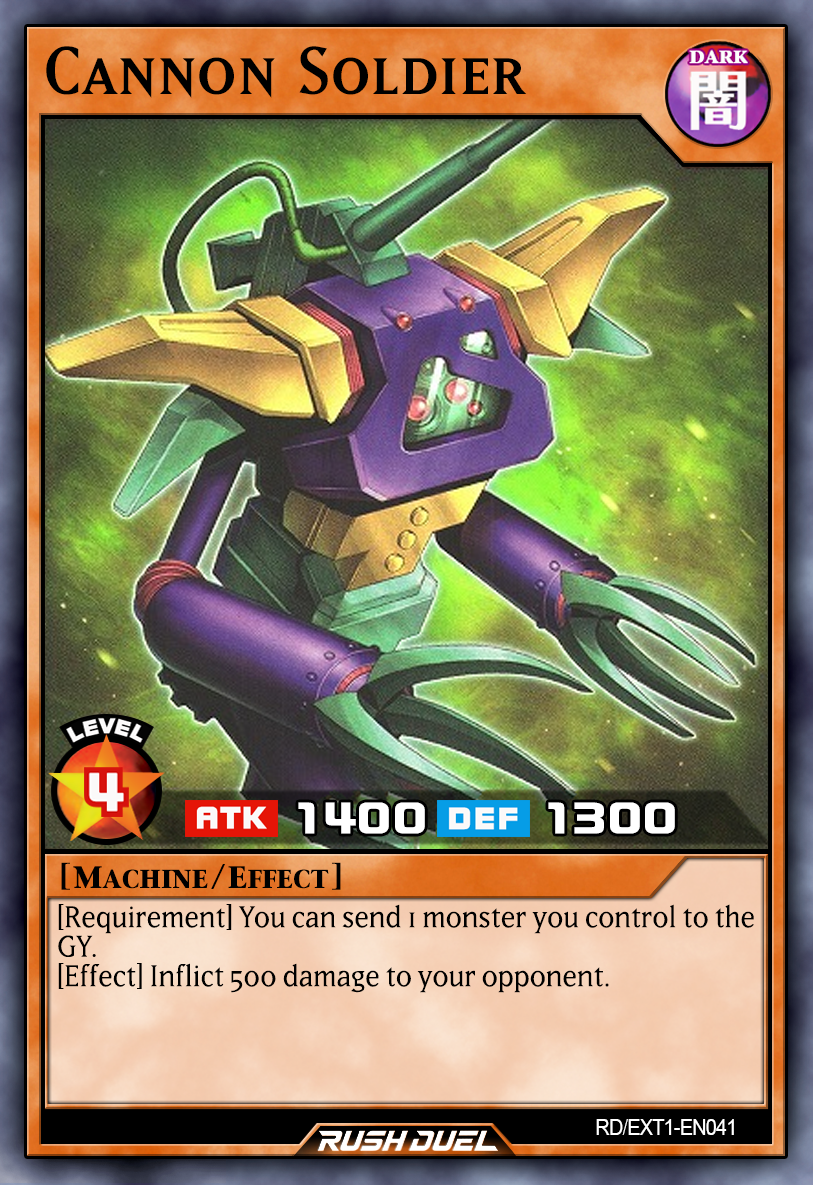 CANNON SOLDIER
DARK
闇
LEVEL
4
ATK 1400 DEF 1300
[MACHINE/EFFECT]
[Requirement] You can send 1 monster you control to the
GY.
[Effect] Inflict 500 damage to your opponent.
RUSH DUEL
RD/EXT1-EN041